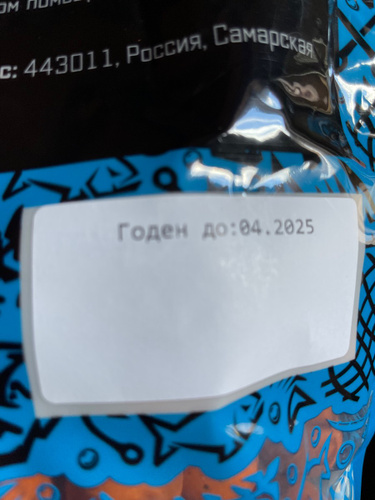 с: 443011, Россия, Самарская
Годен до:04.2025